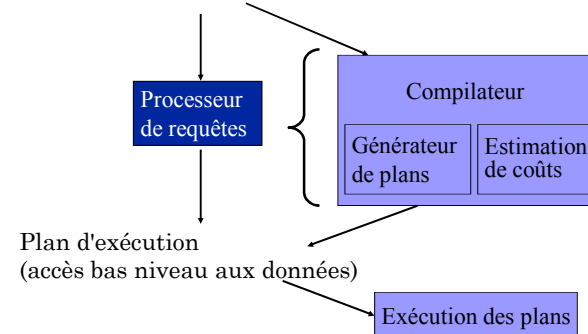 Processeur
de requêtes
Compilateur
Générateur
de plans
Estimation
de coûts
Plan d'exécution
(accès bas niveau aux données)
Exécution des plans